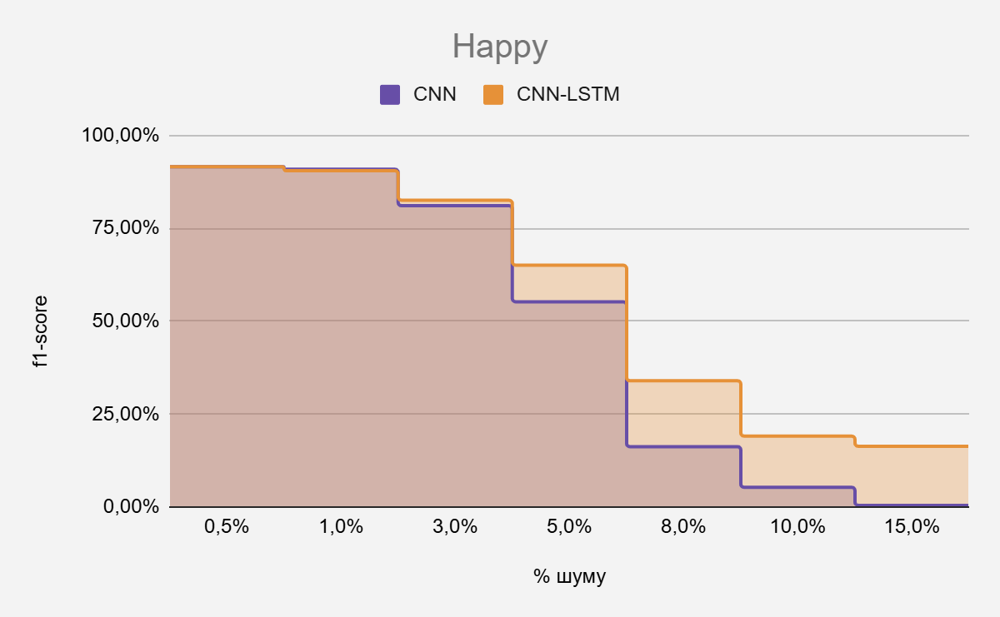 Happy
CNN CNN-LSTM
100,00%
75,00%
50,00%
25,00%
0,00%
f1-score
0,5% 1,0% 3,0% 5,0% 8,0% 10,0% 15,0%
% шуму